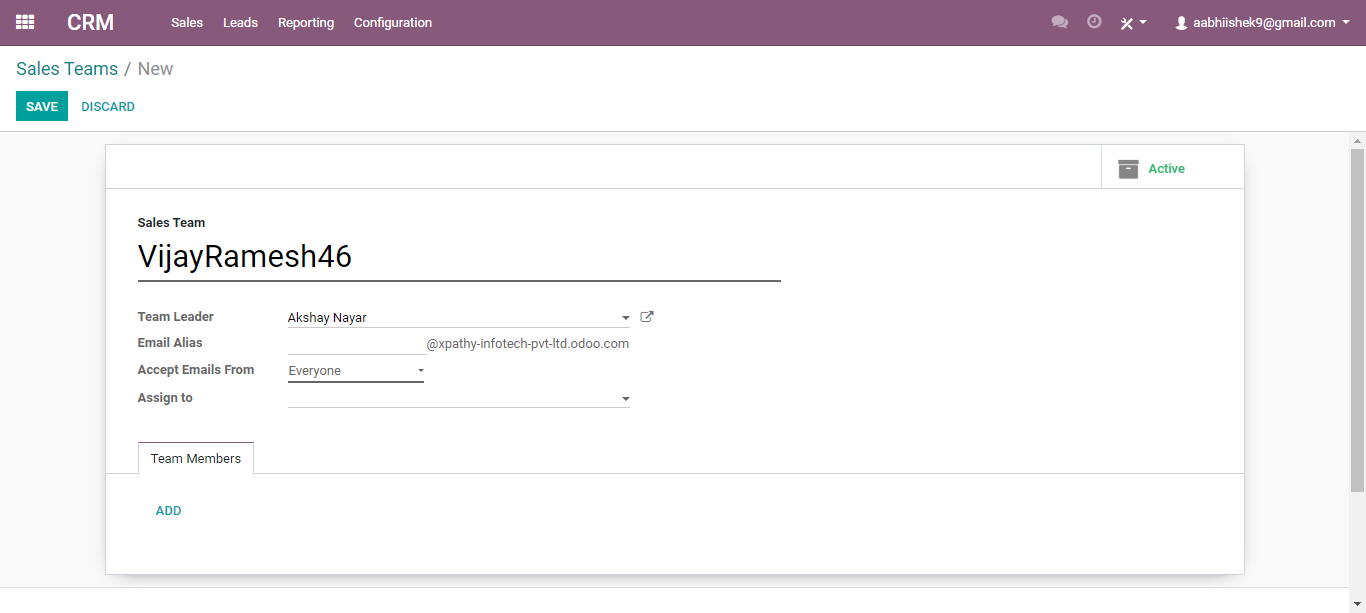 CRM Sales Leads Reporting Configuration aabhiishek9@gmail.com
Sales Teams / New
SAVE DISCARD
Active
Sales Team
VijayRamesh46
Team Leader Akshay Nayar
Email Alias @xpathy-infotech-pvt-ltd.odoo.com
Accept Emails From Everyone
Assign to
Team Members
ADD